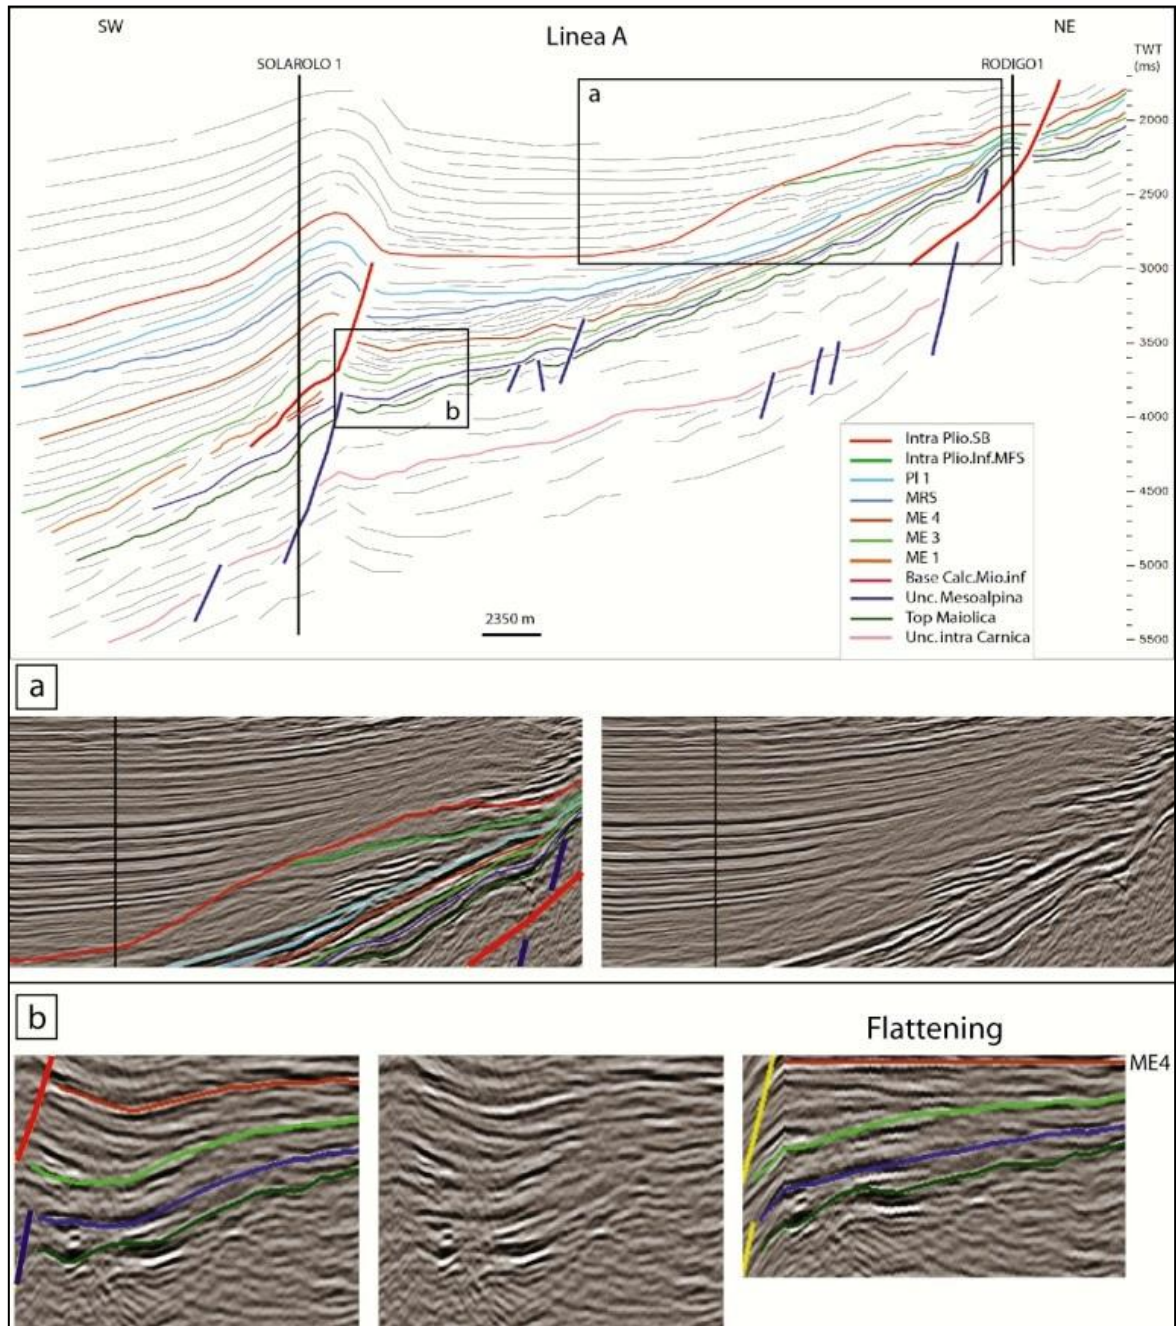 SW
Linea A
NE
SOLAROLO 1
RODIGO1
TWT
(ms)
a
2000
2500
3000
3500
b
4000
4500
5000
5500
Intra Plio.SB
Intra Plio.Inf.MFS
Pl 1
MRS
ME 4
ME 3
ME 1
Base Calc.Mio.inf
Unc. Mesoalpina
Top Maiolica
Unc. intra Carnica
2350 m
a
b
Flattening
ME4